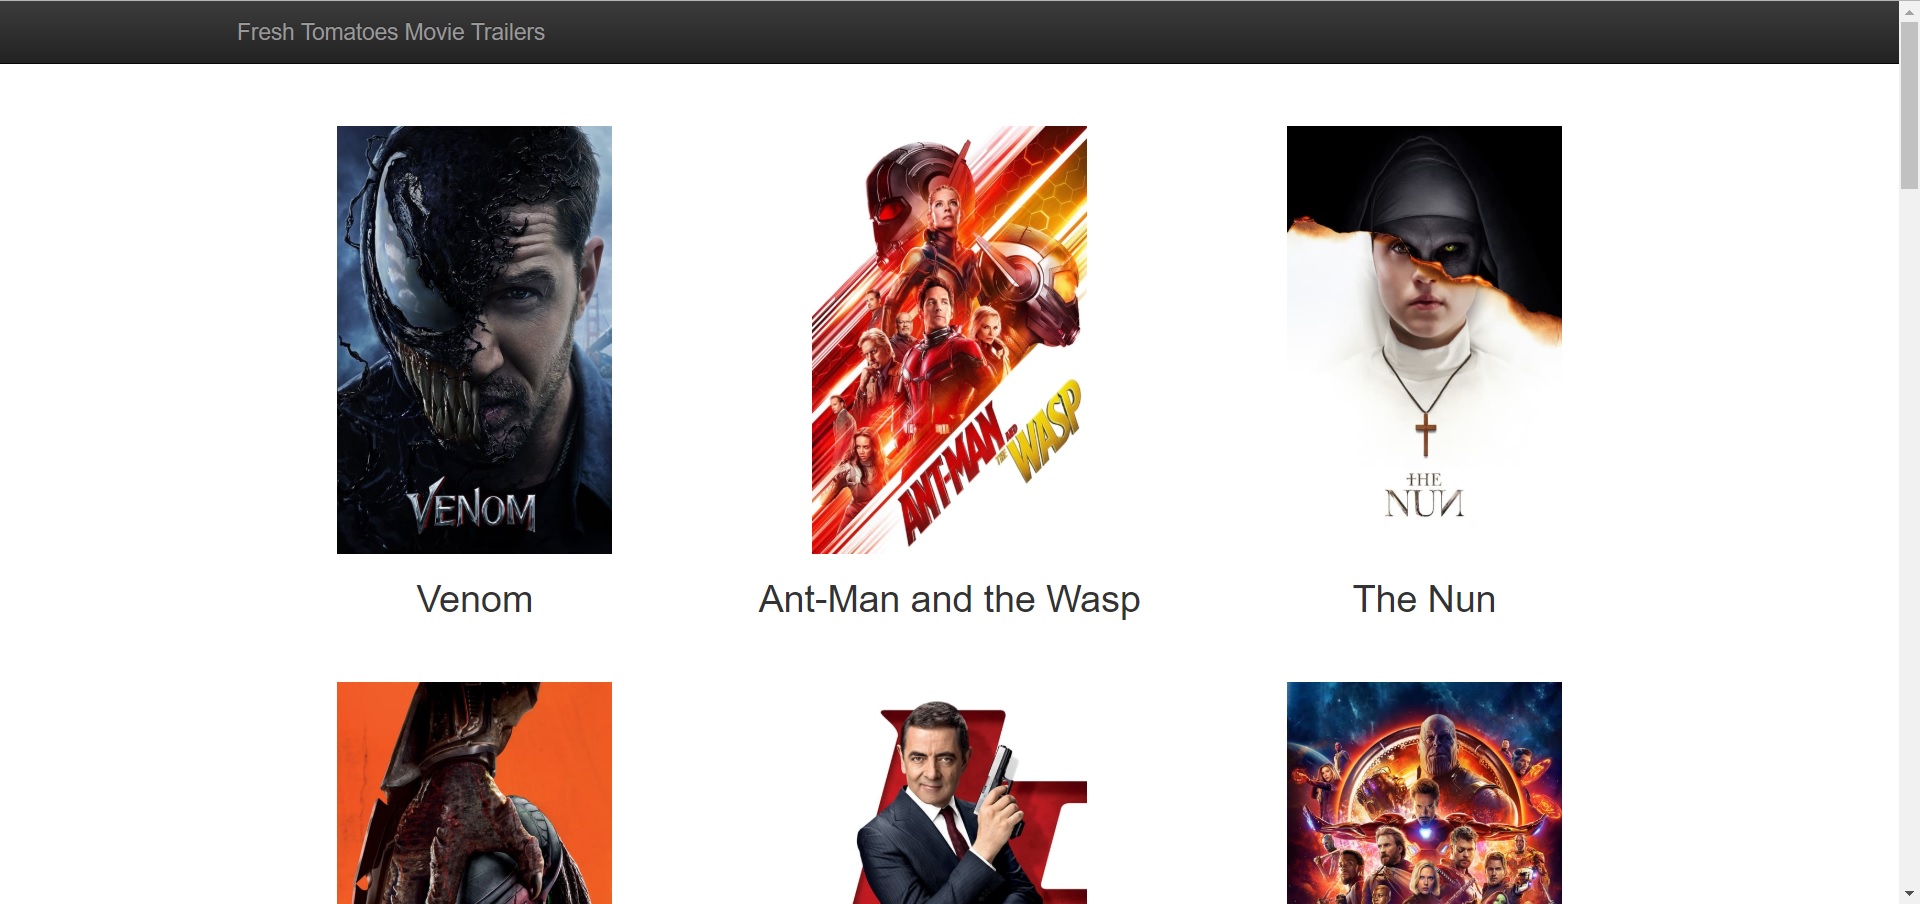 Fresh Tomatoes Movie Trailers
VENOM
ANT-MAN AND THE WASP
THE
NUN
Venom
Ant-Man and the Wasp
The Nun